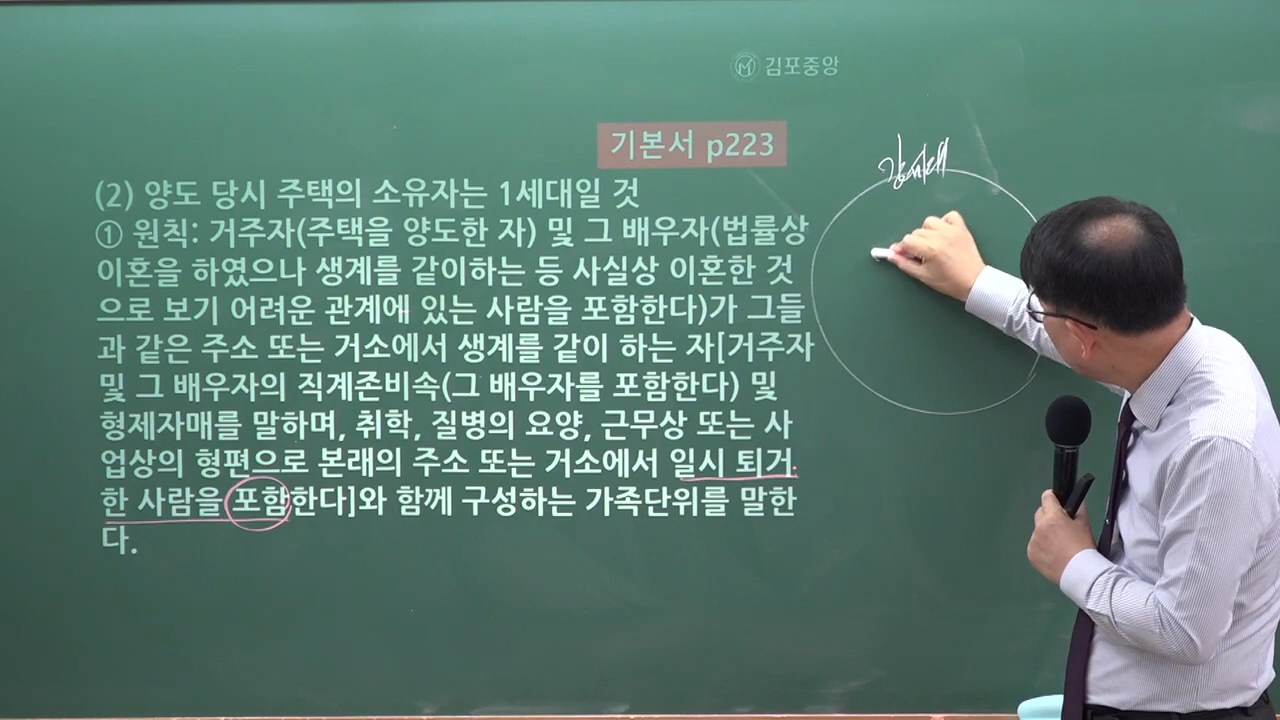 김포중앙
기본서 p223
(2) 양도 당시 주택의 소유자는 1세대일 것
① 원칙: 거주자(주택을 양도한 자) 및 그 배우자(법률상
이혼을 하였으나 생계를 같이하는 등 사실상 이혼한 것
으로 보기 어려운 관계에 있는 사람을 포함한다)가 그들
과 같은 주소 또는 거소에서 생계를 같이 하는 자[거주자
및 그 배우자의 직계존비속(그 배우자를 포함한다) 및
형제자매를 말하며, 취학, 질병의 요양, 근무상 또는 사
업상의 형편으로 본래의 주소 또는 거소에서 일시 퇴거
한 사람을 포함한다]와 함께 구성하는 가족단위를 말한
다.